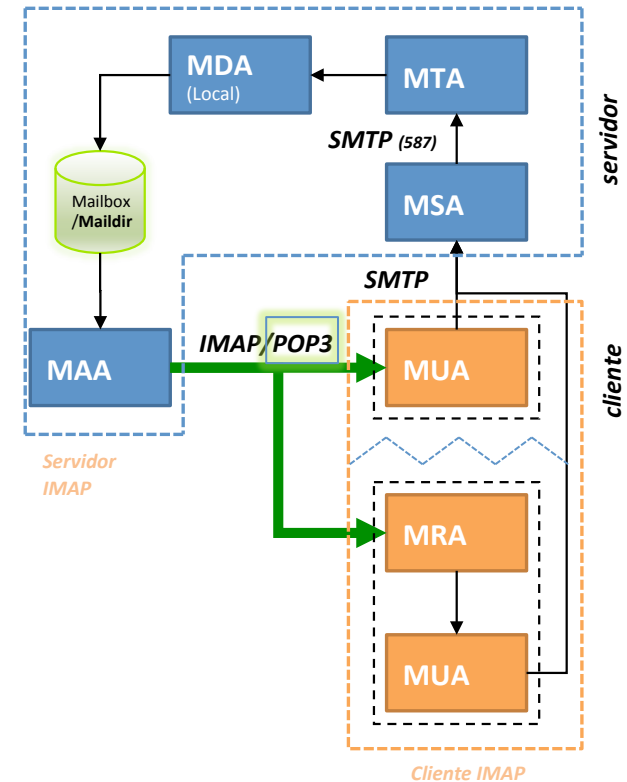 MDA
(Local)
MTA
servidor
SMTP (587)
Mailbox
/Maildir
MSA
SMTP
IMAP/POP3
MAA
MUA
cliente
Servidor
IMAP
MRA
MUA
Cliente IMAP